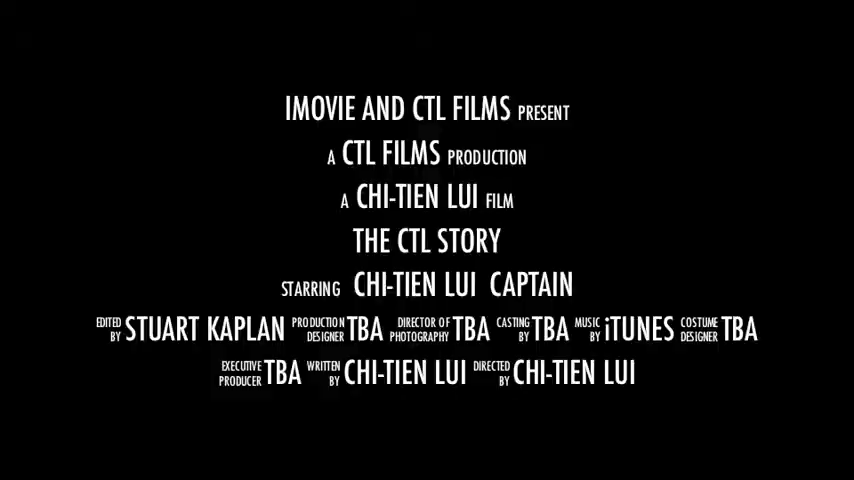 IMOVIE AND CTL FILMS PRESENT
A CTL FILMS PRODUCTION
A CHI-TIEN LUI FILM
THE CTL STORY
STARRING CHI-TIEN LUI CAPTAIN
EDITED BY STUART KAPLAN PRODUCTION DESIGNER TBA DIRECTOR OF PHOTOGRAPHY TBA CASTING BY TBA MUSIC BY iTUNES COSTUME DESIGNER TBA
EXECUTIVE PRODUCER TBA WRITTEN BY CHI-TIEN LUI DIRECTED BY CHI-TIEN LUI